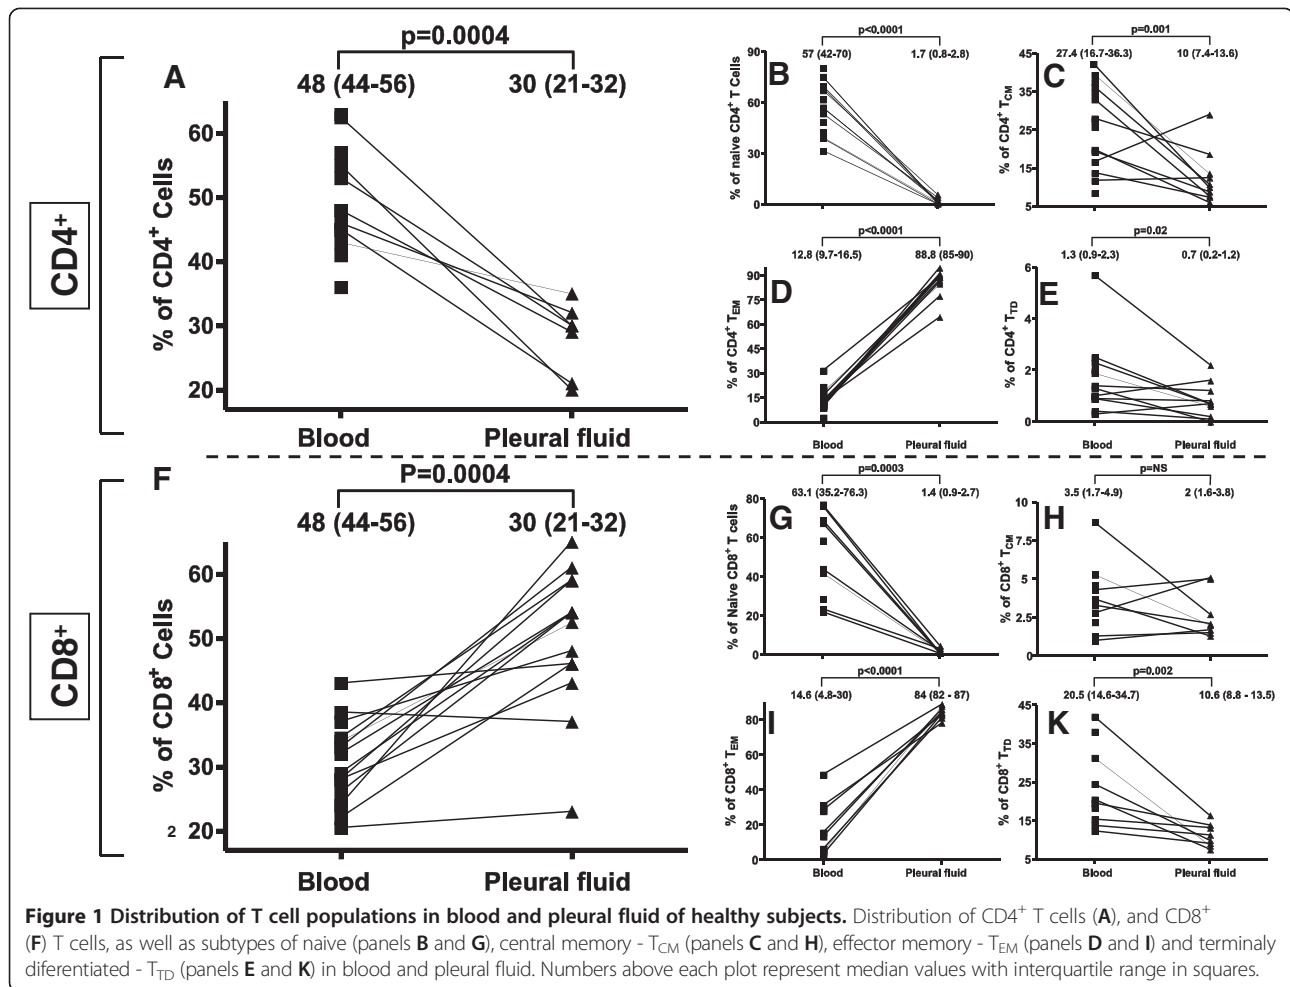 CD4+
p=0.0004
A
48 (44-56) 30 (21-32)
% of CD4+ Cells
60
50
40
30
20
Blood Pleural fluid
p<0.0001
57 (42-70) 1.7 (0.8-2.8)
B
% of naive CD4+ T Cells
90
60
30
0
p=0.001
27.4 (16.7-36.3) 10 (7.4-13.6)
C
% of CD4+ TCM
45
35
25
15
5
p<0.0001
12.8 (9.7-16.5) 88.8 (85-90)
D
% of CD4+ TEM
90
75
60
45
30
15
0
Blood Pleural fluid
p=0.02
1.3 (0.9-2.3) 0.7 (0.2-1.2)
E
% of CD4+ TTD
6
4
2
0
Blood Pleural fluid
CD8+
F
P=0.0004
48 (44-56) 30 (21-32)
% of CD8+ Cells
60
50
40
30
2 20
Blood Pleural fluid
p=0.0003
63.1 (35.2-76.3) 1.4 (0.9-2.7)
G
% of Naive CD8+ T cells
80
60
40
20
0
p=NS
3.5 (1.7-4.9) 2 (1.6-3.8)
H
% of CD8+ TCM
10
7.5
5
2.5
0
p<0.0001
14.6 (4.8-30) 84 (82 - 87)
I
% of CD8+ TEM
80
60
40
20
0
Blood Pleural fluid
p=0.002
20.5 (14.6-34.7) 10.6 (8.8 - 13.5)
K
% of CD8+ TTD
45
35
25
15
5
Blood Pleural fluid
Figure 1 Distribution of T cell populations in blood and pleural fluid of healthy subjects. Distribution of CD4+ T cells (A), and CD8+
(F) T cells, as well as subtypes of naive (panels B and G), central memory - TCM (panels C and H), effector memory - TEM (panels D and I) and terminaly
diferentiated - TTD (panels E and K) in blood and pleural fluid. Numbers above each plot represent median values with interquartile range in squares.